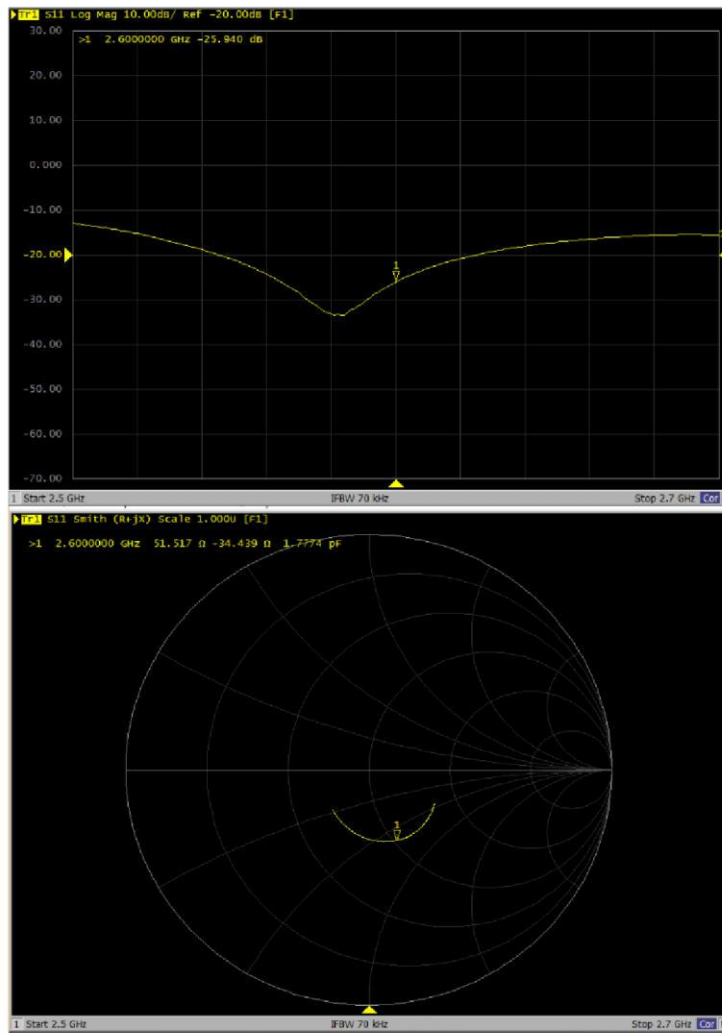 Tr1 S11 Log Mag 10.00dB/ Ref -20.00dB [F1]
30.00
>1 2.6000000 GHz -25.940 dB
20.00
10.00
0.000
-10.00
-20.00
1
-30.00
-40.00
-50.00
-60.00
-70.00
1 Start 2.5 GHz IFBW 70 kHz Stop 2.7 GHz Cor
Tr1 S11 Smith (R+jX) Scale 1.000U [F1]
>1 2.6000000 GHz 51.517 Ω -34.439 Ω 1.7774 pF
1
1 Start 2.5 GHz IFBW 70 kHz Stop 2.7 GHz Cor